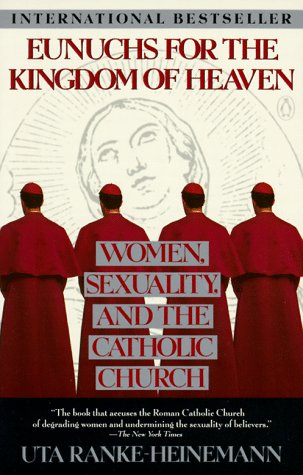 INTERNATIONAL BESTSELLER
EUNUCHS FOR THE
KINGDOM OF HEAVEN
WOMEN,
SEXUALITY,
AND THE
CATHOLIC
CHURCH
"The book that accuses the Roman Catholic Church
of degrading women and undermining the sexuality of believers."
—The New York Times
UTA RANKE-HEINEMANN